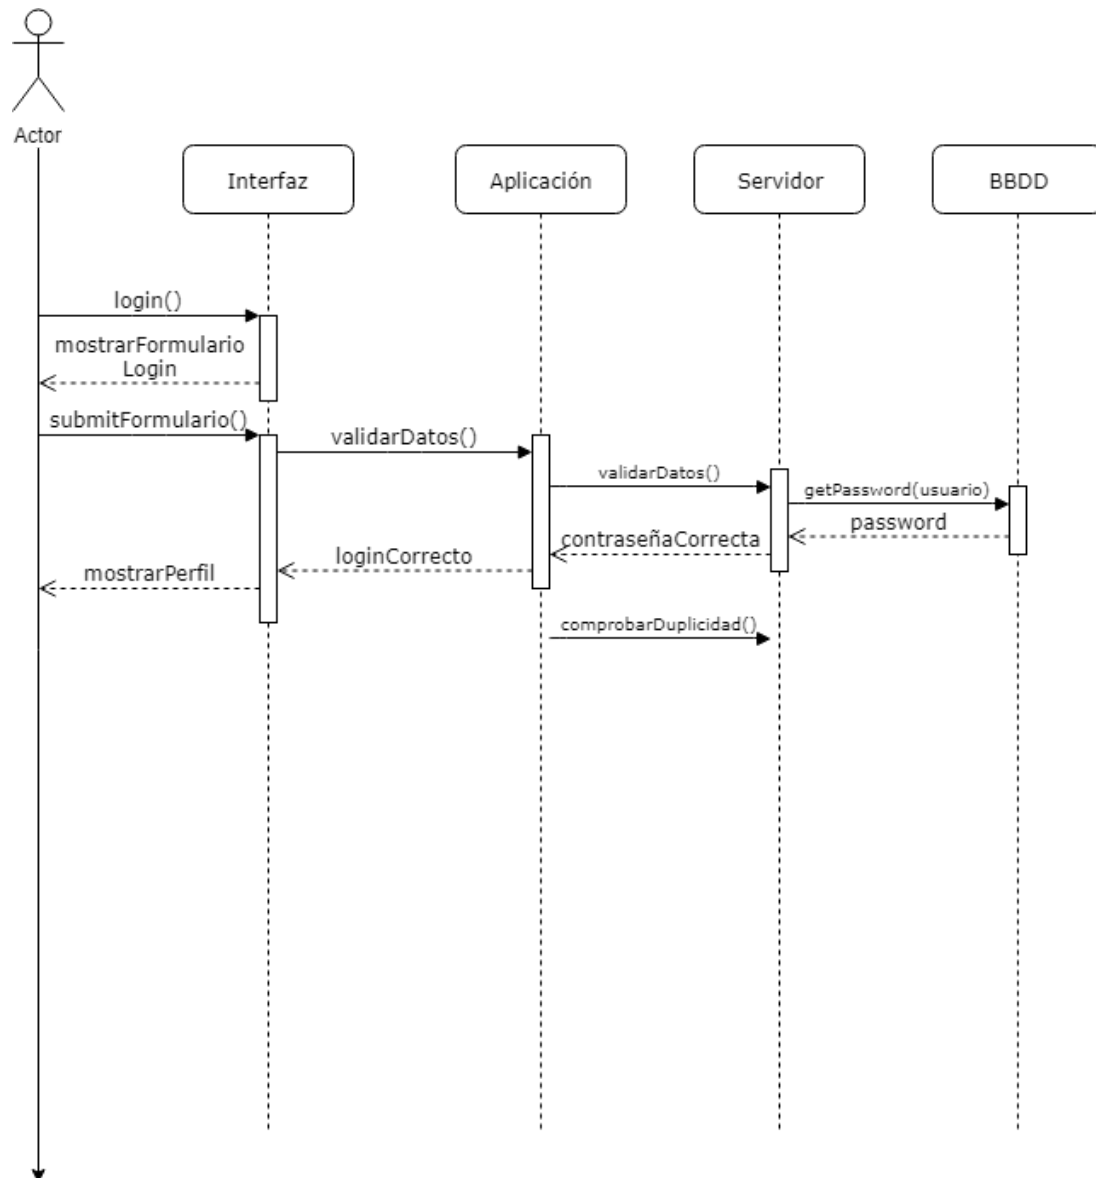 Actor
Interfaz
Aplicación
Servidor
BBDD
login()
mostrarFormulario
Login
submitFormulario()
validarDatos()
validarDatos()
getPassword(usuario)
password
contraseñaCorrecta
loginCorrecto
mostrarPerfil
comprobarDuplicidad()